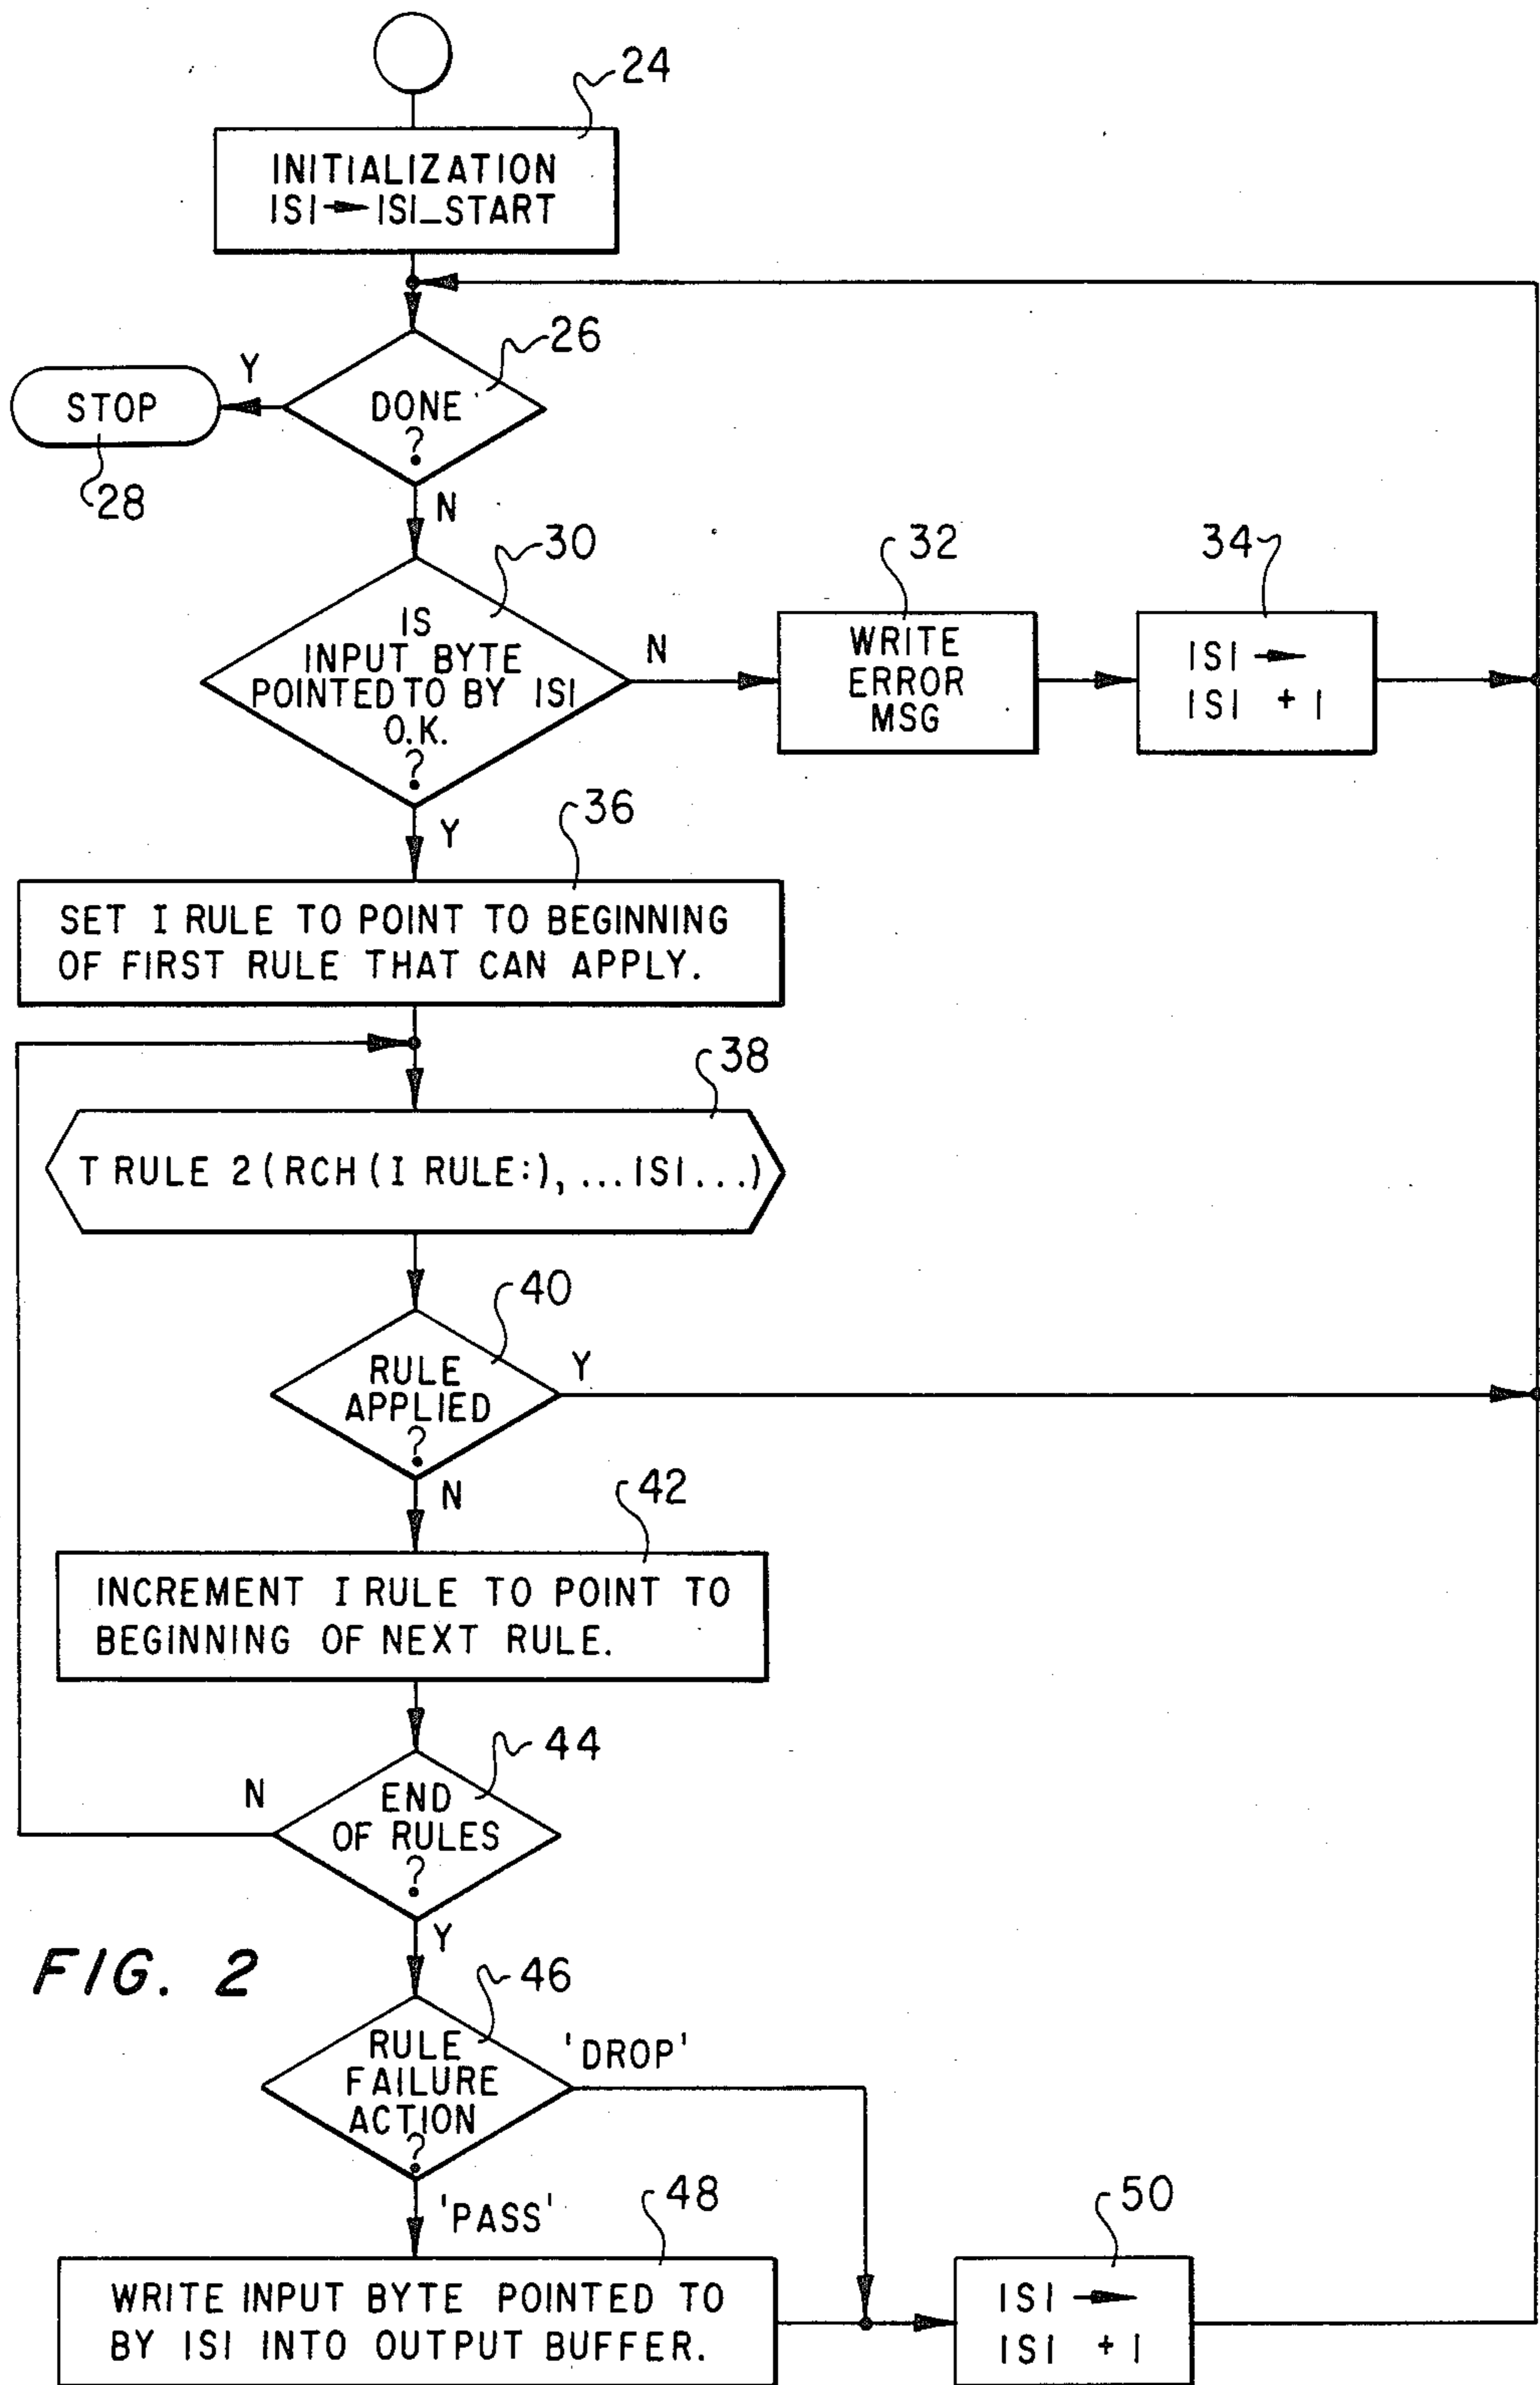 24
INITIALIZATION
ISI → ISI_START
26
Y
DONE
?
STOP
28
N
30
IS
INPUT BYTE
POINTED TO BY ISI
O.K.
?
N
32
WRITE
ERROR
MSG
34
ISI →
ISI + 1
Y
36
SET I RULE TO POINT TO BEGINNING
OF FIRST RULE THAT CAN APPLY.
38
T RULE 2 (RCH (I RULE:), ...ISI...)
40
RULE
APPLIED
?
Y
N
42
INCREMENT I RULE TO POINT TO
BEGINNING OF NEXT RULE.
44
N
END
OF RULES
?
Y
FIG. 2
46
RULE
FAILURE
ACTION
?
'DROP'
'PASS'
48
WRITE INPUT BYTE POINTED TO
BY ISI INTO OUTPUT BUFFER.
50
ISI →
ISI + 1